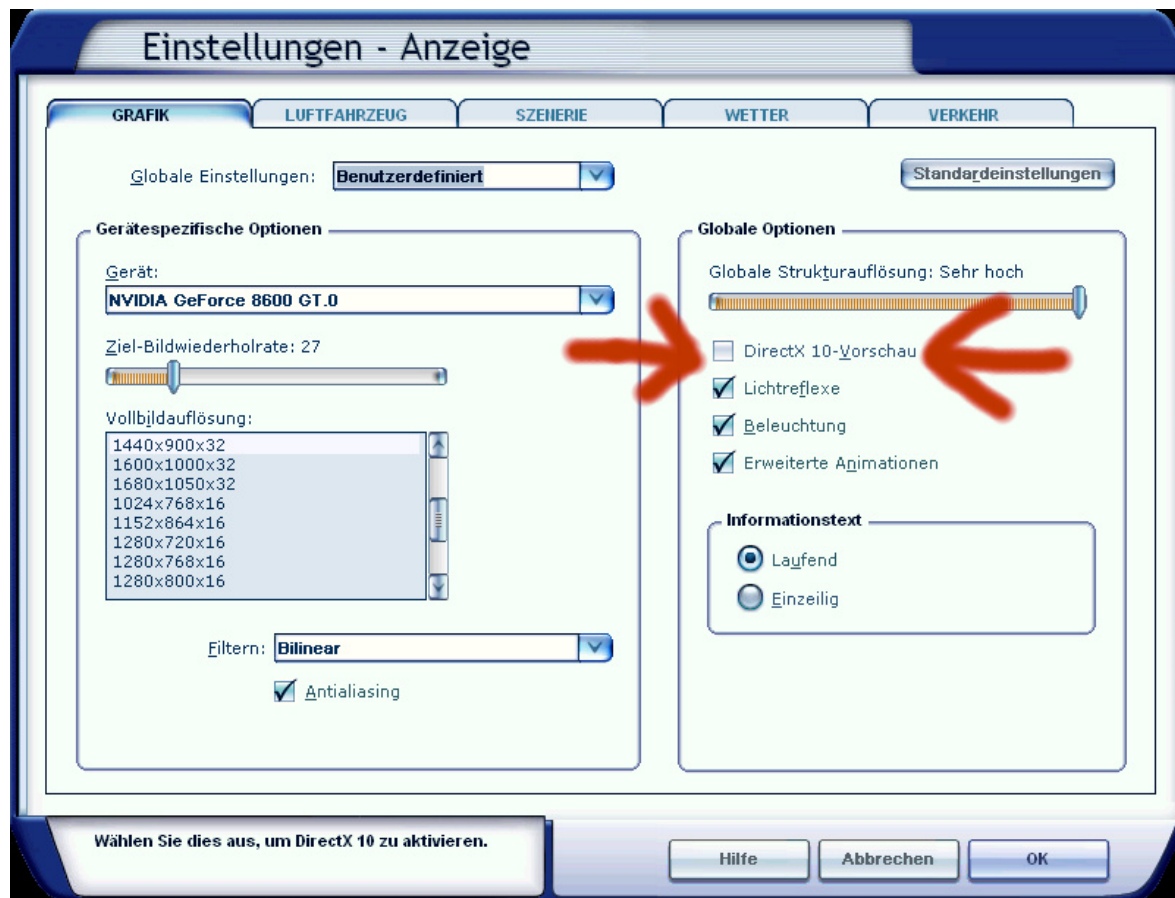 Einstellungen - Anzeige
GRAFIK
LUFTFAHRZEUG
SZENERIE
WETTER
VERKEHR
Globale Einstellungen: Benutzerdefiniert
Standardeinstellungen
Gerätespezifische Optionen
Gerät:
NVIDIA GeForce 8600 GT.0
Ziel-Bildwiederholrate: 27
Vollbildauflösung:
1440x900x32
1600x1000x32
1680x1050x32
1024x768x16
1152x864x16
1280x720x16
1280x768x16
1280x800x16
Filtern: Bilinear
Antialiasing
Globale Optionen
Globale Strukturauflösung: Sehr hoch
DirectX 10-Vorschau
Lichtreflexe
Beleuchtung
Erweiterte Animationen
Informationstext
Laufend
Einzeilig
Wählen Sie dies aus, um DirectX 10 zu aktivieren.
Hilfe
Abbrechen
OK